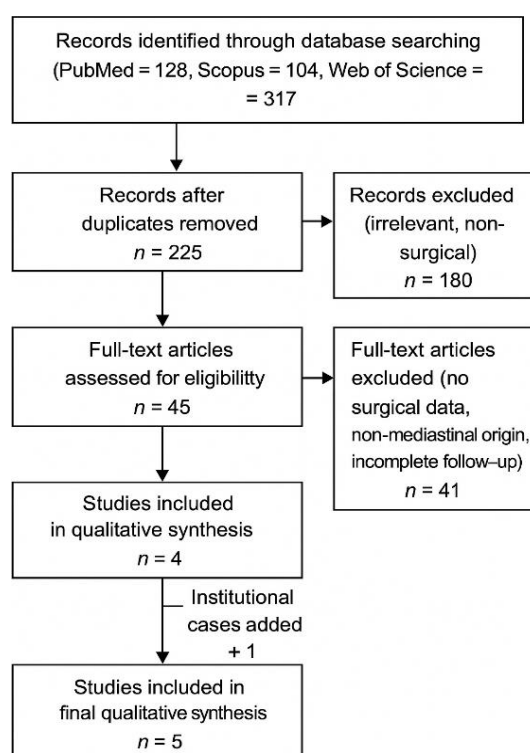 Records identified through database searching
(PubMed = 128, Scopus = 104, Web of Science =
= 317
Records after
duplicates removed
n = 225
Records excluded
(irrelevant, non-
surgical)
n = 180
Full-text articles
assessed for eligibilitty
n = 45
Full-text articles
excluded (no
surgical data,
non-mediastinal origin,
incomplete follow–up)
n = 41
Studies included
in qualitative synthesis
n = 4
Institutional
cases added
+ 1
Studies included in
final qualitative synthesis
n = 5